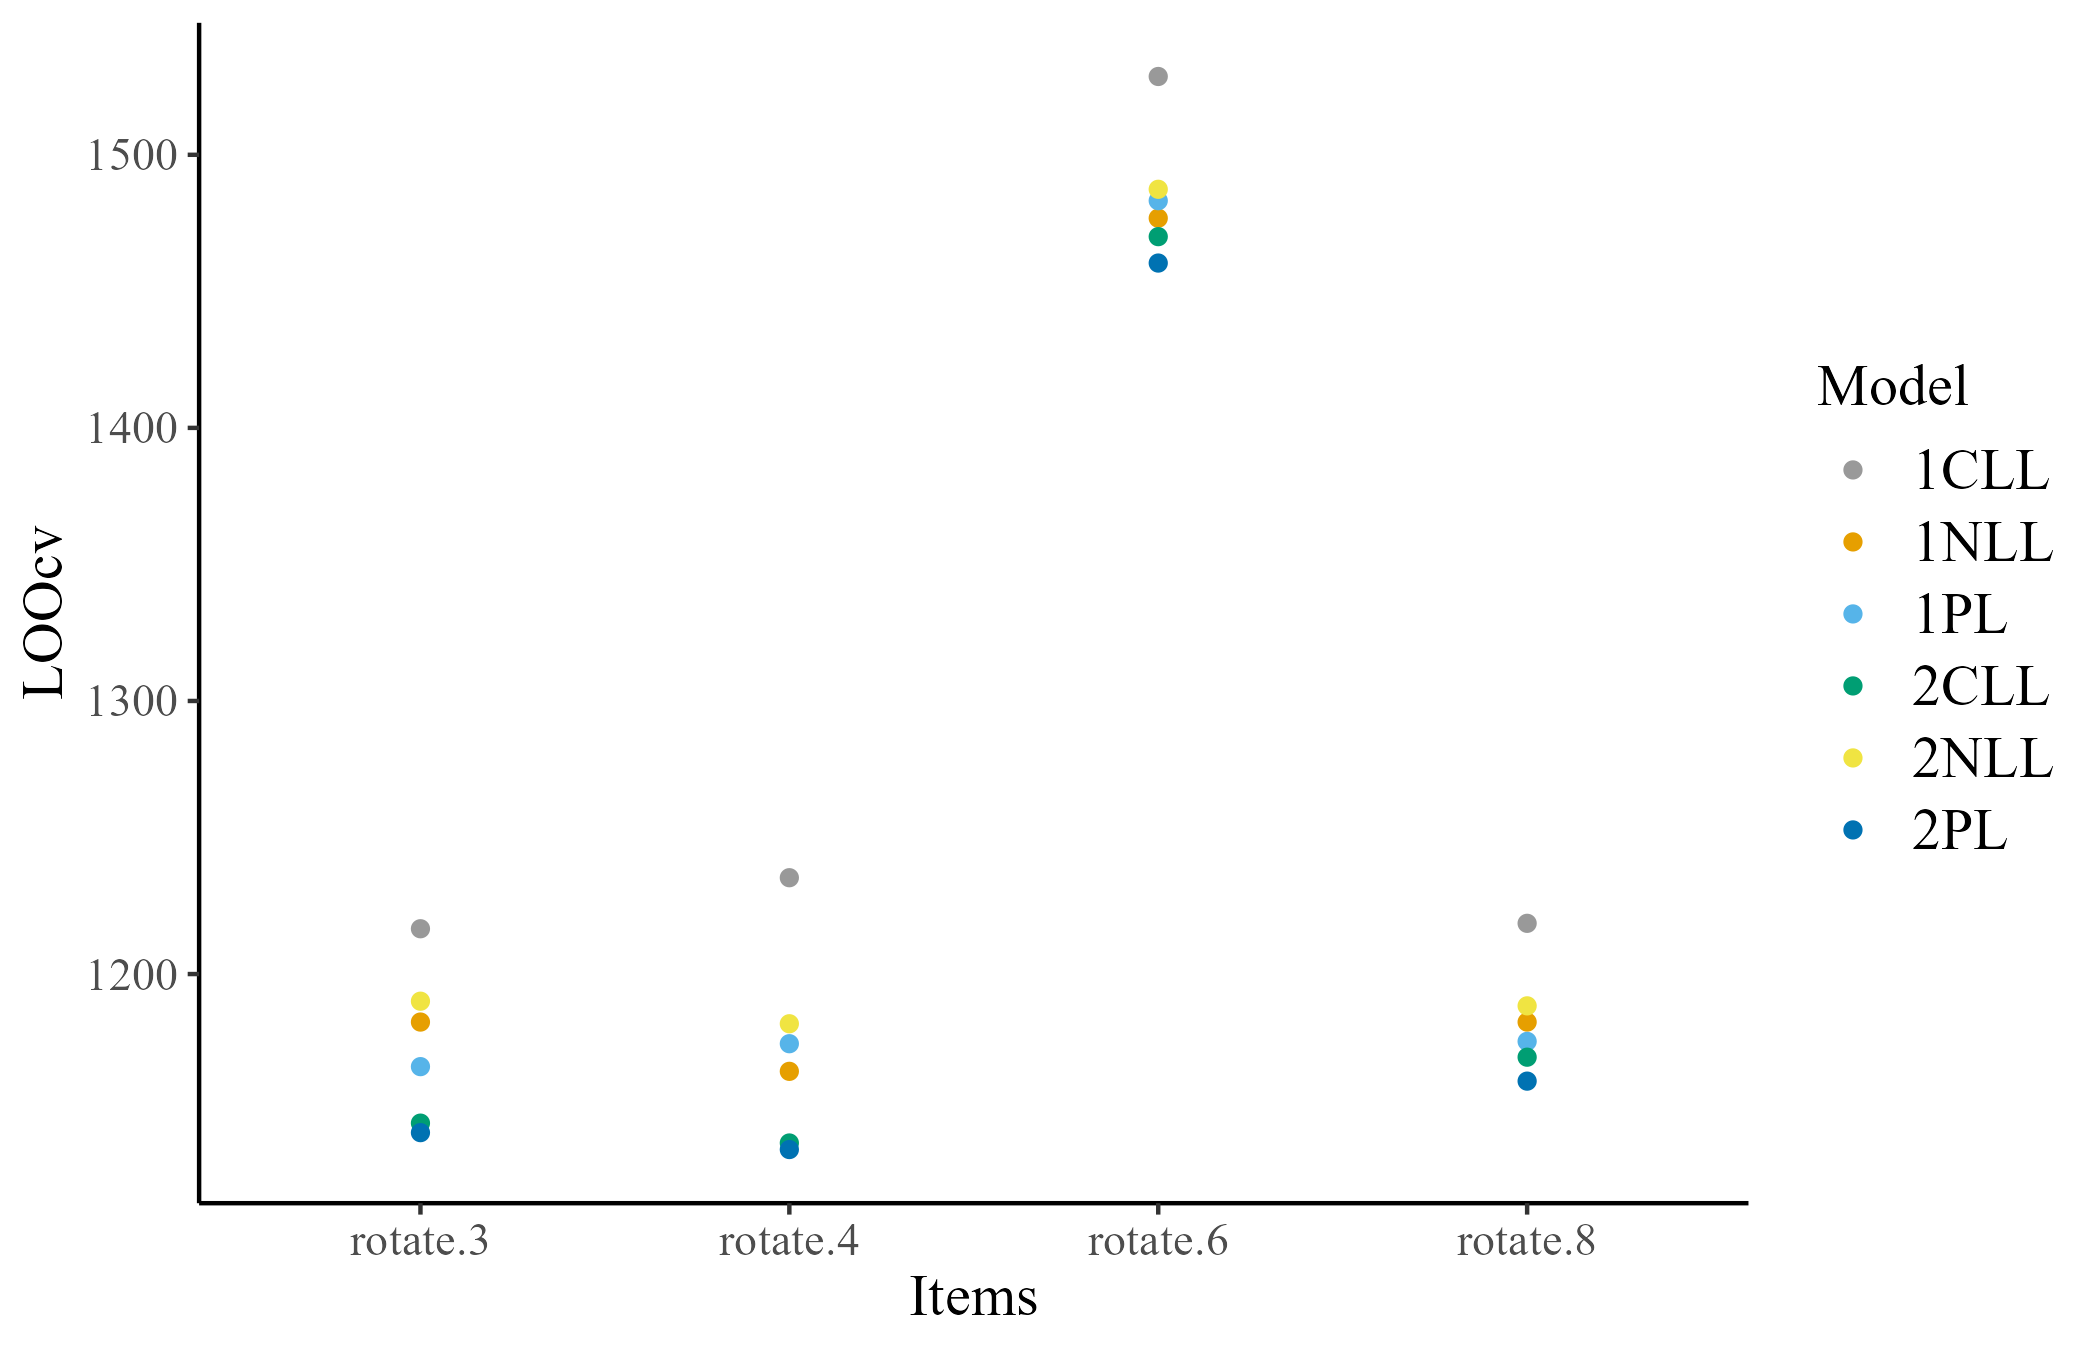 1500
1400
1300
1200
LOOcv
rotate.3
rotate.4
rotate.6
rotate.8
Items
Model
1CLL
1NLL
1PL
2CLL
2NLL
2PL